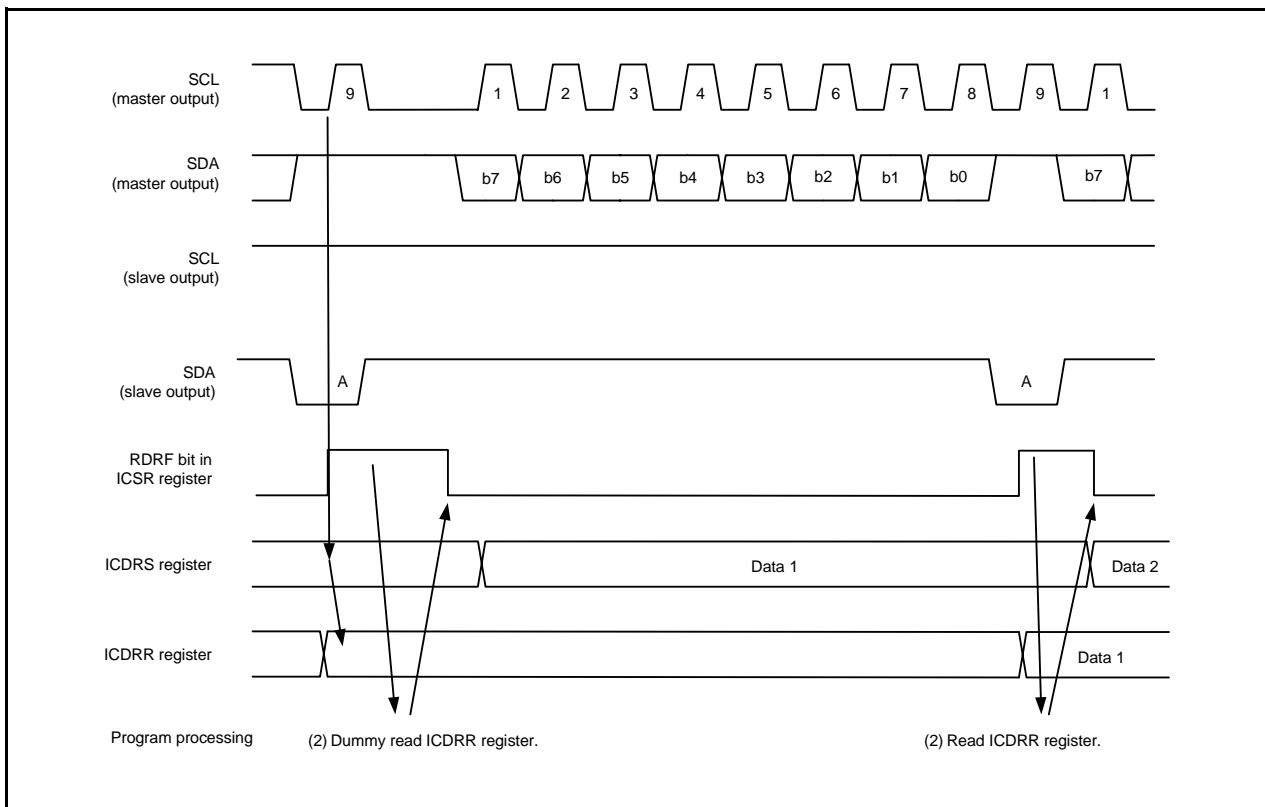 SCL
(master output)
9 1 2 3 4 5 6 7 8 9 1
SDA
(master output)
b7 b6 b5 b4 b3 b2 b1 b0 b7
SCL
(slave output)
SDA
(slave output)
A A
RDRF bit in
ICSR register
ICDRS register
Data 1 Data 2
ICDRR register
Data 1
Program processing
(2) Dummy read ICDRR register.
(2) Read ICDRR register.